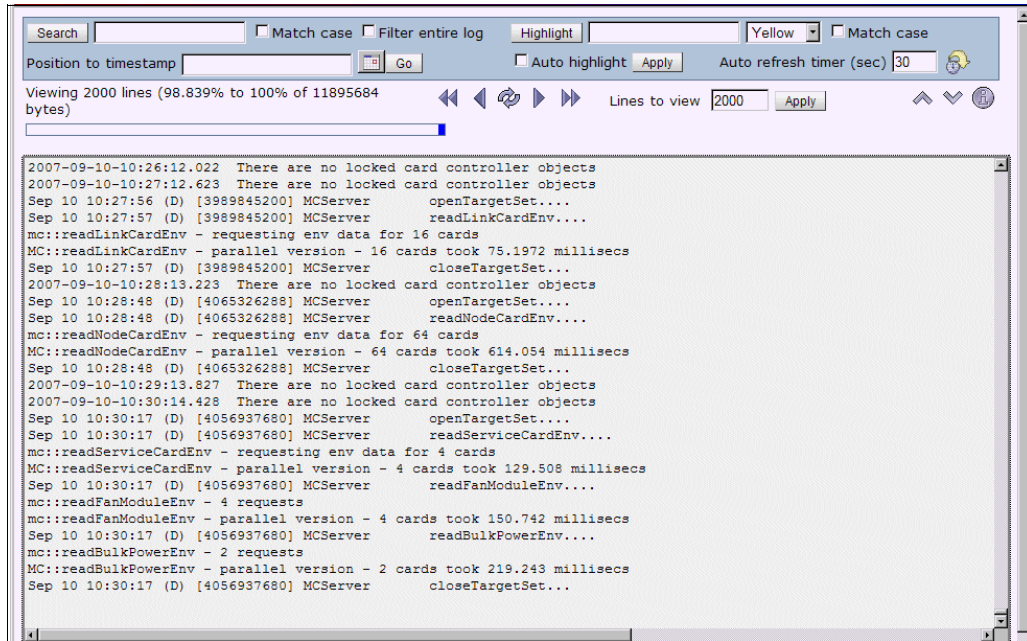 Search Match case Filter entire log Highlight Yellow Match case
Position to timestamp Go Auto highlight Apply Auto refresh timer (sec) 30
Viewing 2000 lines (98.839% to 100% of 11895684
bytes)
Lines to view 2000 Apply
2007-09-10-10:26:12.022  There are no locked card controller objects
2007-09-10-10:27:12.623  There are no locked card controller objects
Sep 10 10:27:56 (D) [3989845200] MCServer       openTargetSet....
Sep 10 10:27:57 (D) [3989845200] MCServer       readLinkCardEnv....
mc::readLinkCardEnv - requesting env data for 16 cards
MC::readLinkCardEnv - parallel version - 16 cards took 75.1972 millisecs
Sep 10 10:27:57 (D) [3989845200] MCServer       closeTargetSet...
2007-09-10-10:28:13.223  There are no locked card controller objects
Sep 10 10:28:48 (D) [4065326288] MCServer       openTargetSet....
Sep 10 10:28:48 (D) [4065326288] MCServer       readNodeCardEnv....
mc::readNodeCardEnv - requesting env data for 64 cards
MC::readNodeCardEnv - parallel version - 64 cards took 614.054 millisecs
Sep 10 10:28:48 (D) [4065326288] MCServer       closeTargetSet...
2007-09-10-10:29:13.827  There are no locked card controller objects
2007-09-10-10:30:14.428  There are no locked card controller objects
Sep 10 10:30:17 (D) [4056937680] MCServer       openTargetSet....
Sep 10 10:30:17 (D) [4056937680] MCServer       readServiceCardEnv....
mc::readServiceCardEnv - requesting env data for 4 cards
MC::readServiceCardEnv - parallel version - 4 cards took 129.508 millisecs
Sep 10 10:30:17 (D) [4056937680] MCServer       readFanModuleEnv....
mc::readFanModuleEnv - 4 requests
mc::readFanModuleEnv - parallel version - 4 cards took 150.742 millisecs
Sep 10 10:30:17 (D) [4056937680] MCServer       readBulkPowerEnv....
mc::readBulkPowerEnv - 2 requests
MC::readBulkPowerEnv - parallel version - 2 cards took 219.243 millisecs
Sep 10 10:30:17 (D) [4056937680] MCServer       closeTargetSet...